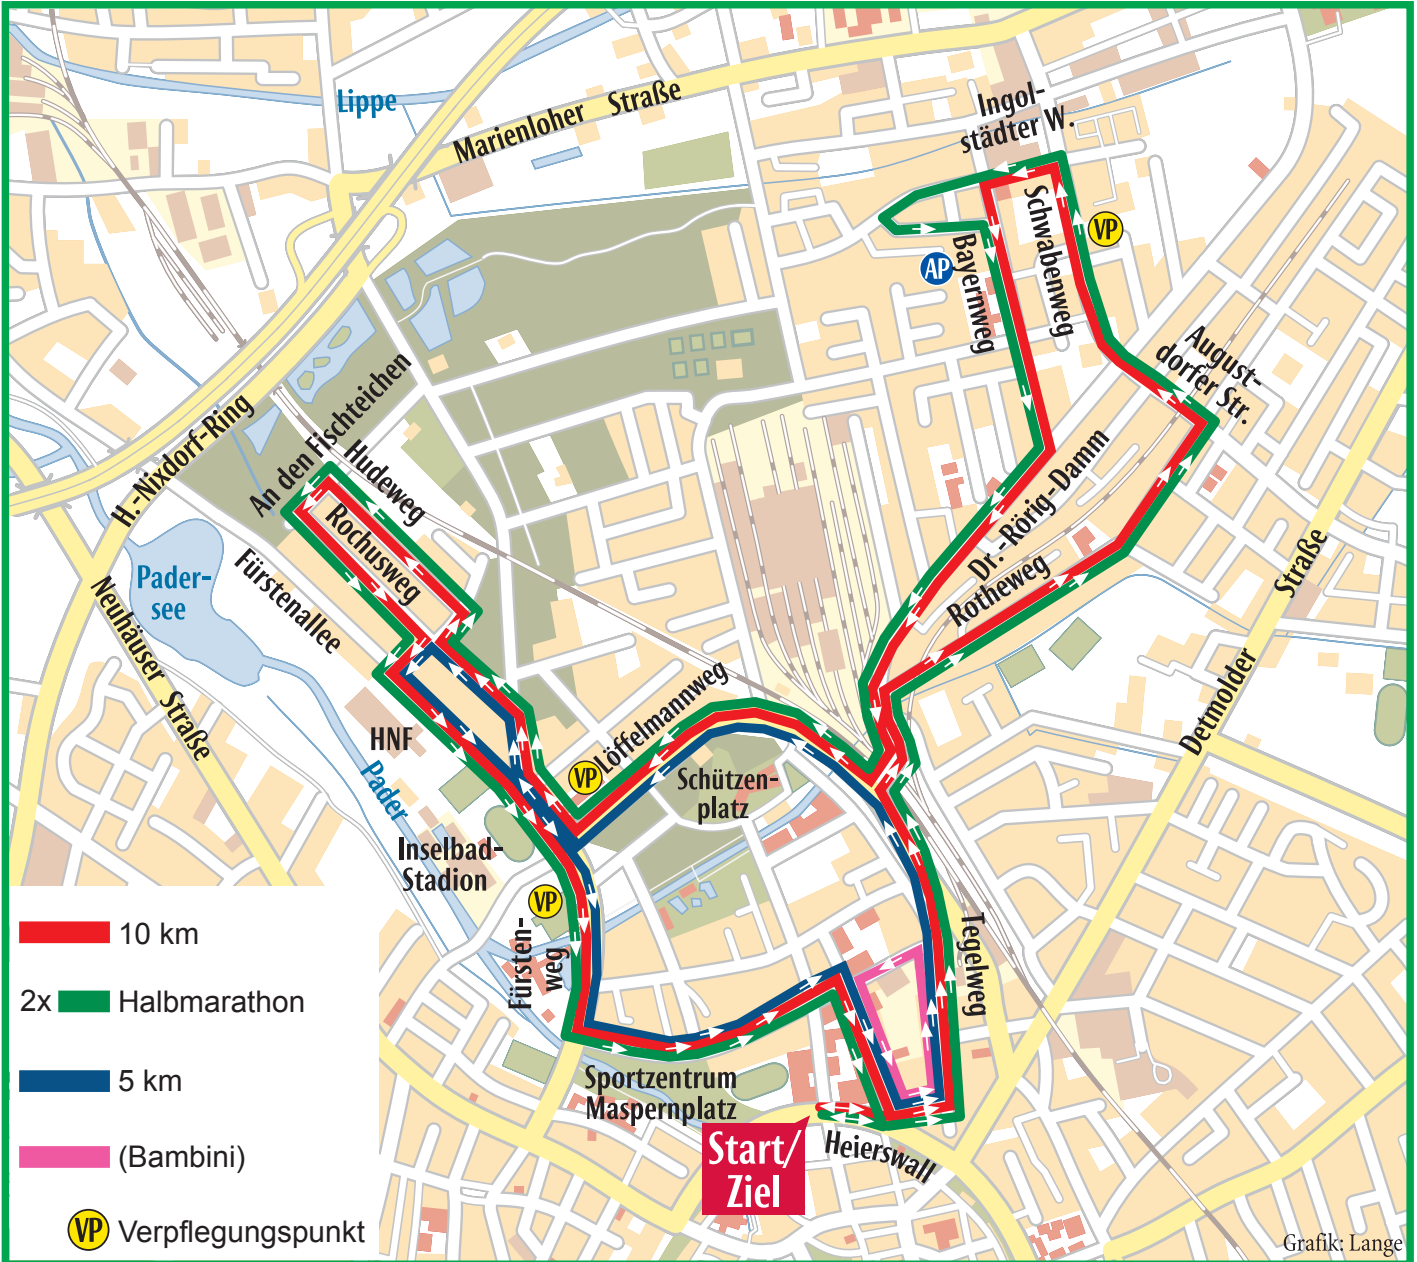 Lippe
Marienloher Straße
Ingol-
städter W.
Schwabenweg
VP
AP
Bayernweg
August-
dorfer Str.
H.-Nixdorf-Ring
An den Fischteichen
Hudeweg
Rochusweg
Fürstenallee
Pader-
see
Neuhäuser Straße
Dr.-Rörig-Damm
Rotheweg
Detmolder Straße
HNF
Pader
VP
Löffelmannweg
Schützen-
platz
Inselbad-
Stadion
VP
Fürsten-
weg
Tegelweg
Sportzentrum
Maspernplatz
Start/
Ziel
Heierswall
10 km
2x Halbmarathon
5 km
(Bambini)
VP Verpflegungspunkt
Grafik: Lange